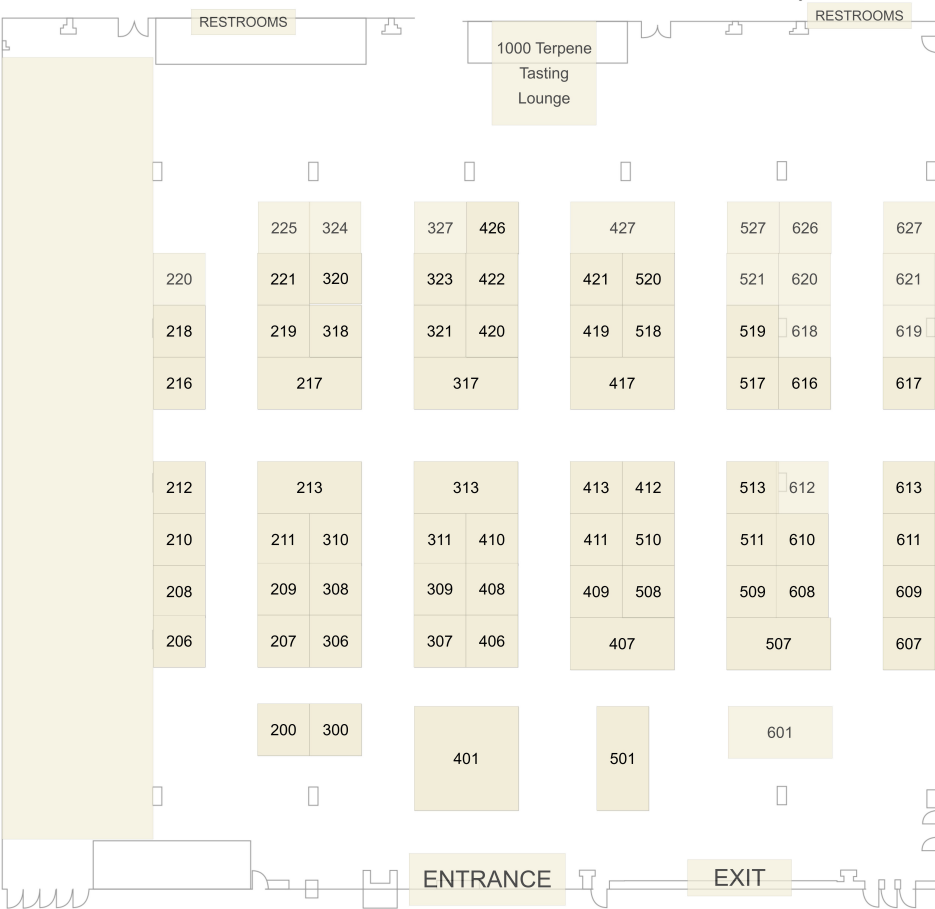 RESTROOMS
RESTROOMS
1000 Terpene
Tasting
Lounge
225 324 327 426 427 527 626 627
220 221 320 323 422 421 520 521 620 621
218 219 318 321 420 419 518 519 618 619
216 217 317 417 517 616 617
212 213 313 413 412 513 612 613
210 211 310 311 410 411 510 511 610 611
208 209 308 309 408 409 508 509 608 609
206 207 306 307 406 407 507 607
200 300 401 501 601
ENTRANCE EXIT